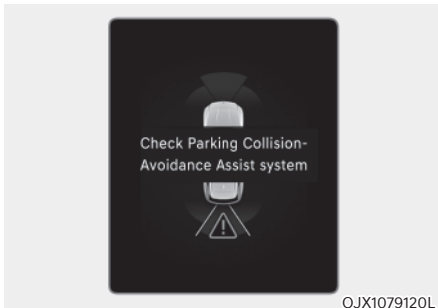 Check Parking Collision-
Avoidance Assist system
OJX1079120L